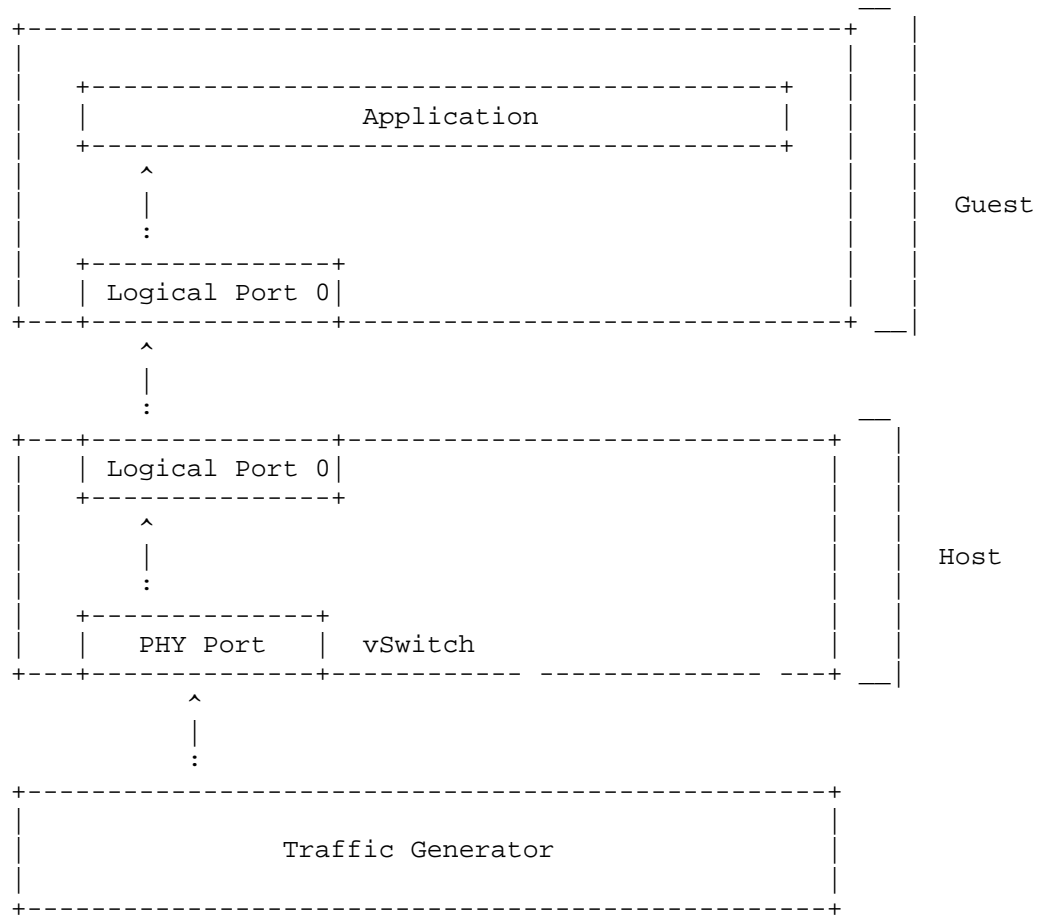 Application
Guest
Logical Port 0
Logical Port 0
Host
PHY Port vSwitch
Traffic Generator